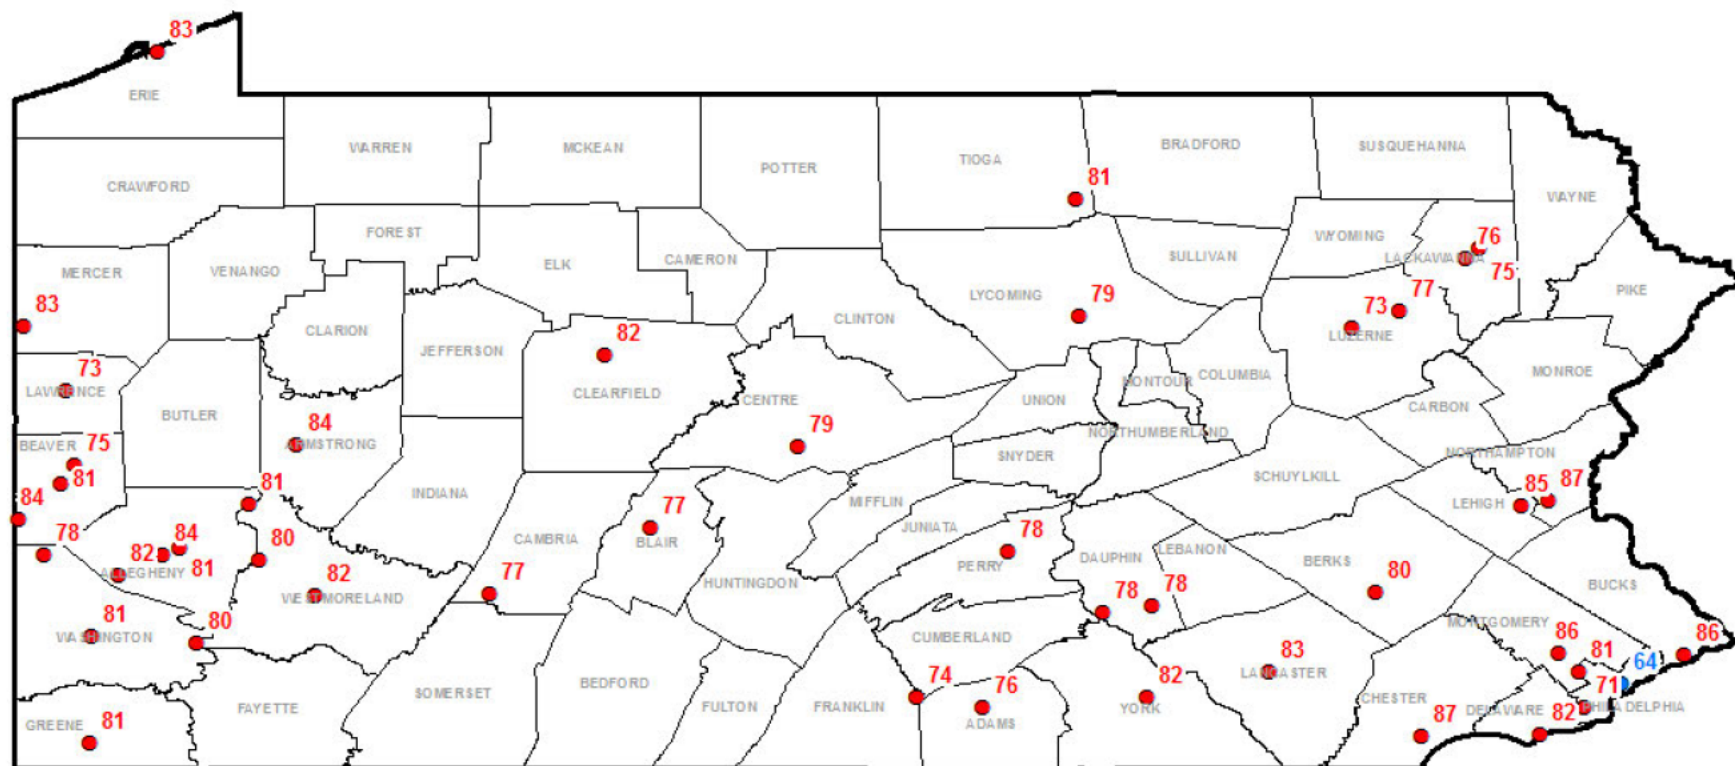 83
ERIE
WARREN
MCKEAN
POTTER
TIOGA
BRADFORD
SUSQUEHANNA
WAYNE
CRAWFORD
81
FOREST
ELK
CAMERON
SULLIVAN
WYOMING
76
LACKAWANNA
75
MERCER
VENANGO
PIKE
83
CLARION
CLINTON
LYCOMING
79
73
77
LUZERNE
JEFFERSON
82
CLEARFIELD
73
LAWRENCE
BUTLER
CENTRE
UNION
MONTOUR
COLUMBIA
MONROE
CARBON
84
ARMSTRONG
79
NORTHUMBERLAND
BEAVER
75
81
SNYDER
NORTHAMPTON
SCHUYLKILL
84
81
INDIANA
MIFFLIN
85
87
LEHIGH
78
82
84
ALLEGHENY
81
80
CAMBRIA
77
BLAIR
JUNIATA
78
PERRY
DAUPHIN
LEBANON
BERKS
80
BUCKS
82
WESTMORELAND
77
HUNTINGDON
78
78
81
WASHINGTON
80
CUMBERLAND
MONTGOMERY
86
81
64
86
83
LANCASTER
GREENE
81
FAYETTE
SOMERSET
BEDFORD
FULTON
FRANKLIN
74
76
ADAMS
82
YORK
CHESTER
87
DELAWARE
82
71
PHILADELPHIA